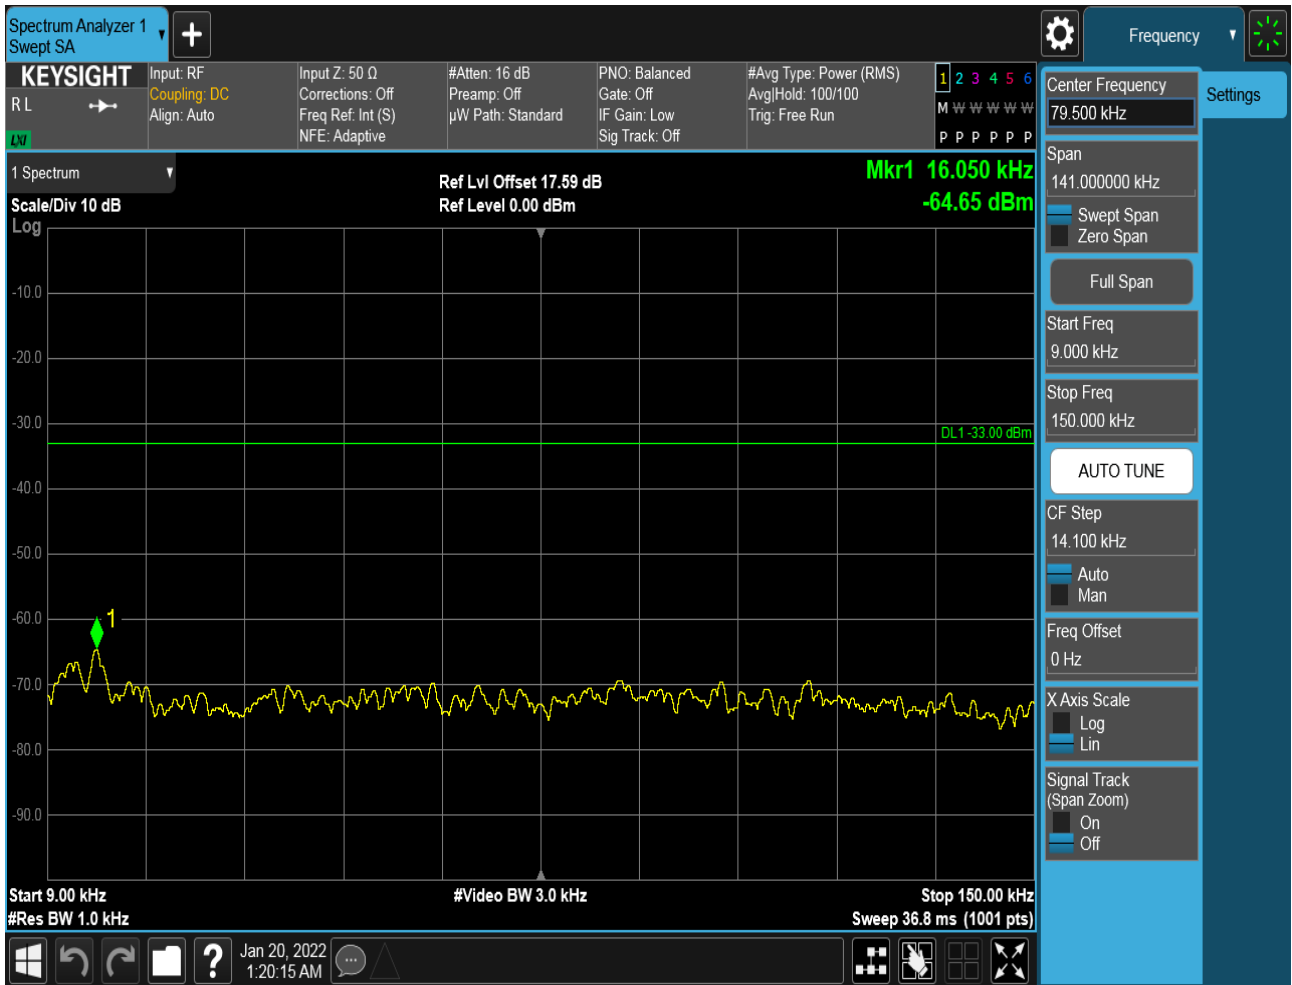 Spectrum Analyzer 1
Swept SA
+
Frequency
KEYSIGHT
R L
LXI
Input: RF
Coupling: DC
Align: Auto
Input Z: 50 Ω
Corrections: Off
Freq Ref: Int (S)
NFE: Adaptive
#Atten: 16 dB
Preamp: Off
µW Path: Standard
PNO: Balanced
Gate: Off
IF Gain: Low
Sig Track: Off
#Avg Type: Power (RMS)
Avg|Hold: 100/100
Trig: Free Run
1 2 3 4 5 6
M W W W W W
P P P P P P
1 Spectrum
Scale/Div 10 dB
Log
Ref Lvl Offset 17.59 dB
Ref Level 0.00 dBm
Mkr1 16.050 kHz
-64.65 dBm
-10.0
-20.0
-30.0
DL1 -33.00 dBm
-40.0
-50.0
-60.0
1
-70.0
-80.0
-90.0
Start 9.00 kHz
#Video BW 3.0 kHz
Stop 150.00 kHz
#Res BW 1.0 kHz
Sweep 36.8 ms (1001 pts)
?
Jan 20, 2022
1:20:15 AM
Center Frequency
79.500 kHz
Settings
Span
141.000000 kHz
Swept Span
Zero Span
Full Span
Start Freq
9.000 kHz
Stop Freq
150.000 kHz
AUTO TUNE
CF Step
14.100 kHz
Auto
Man
Freq Offset
0 Hz
X Axis Scale
Log
Lin
Signal Track
(Span Zoom)
On
Off